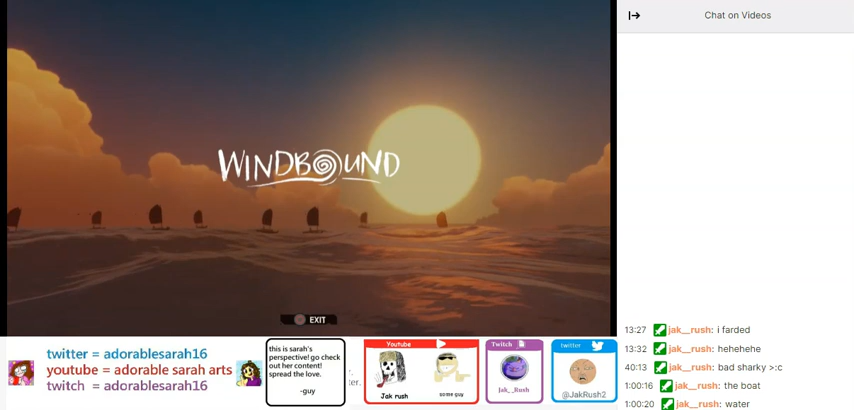 WINDBOUND
EXIT
Chat on Videos
13:27 jak__rush: i farded
13:32 jak__rush: hehehehe
40:13 jak__rush: bad sharky >:c
1:00:16 jak__rush: the boat
1:00:20 jak__rush: water
twitter = adorablesarah16
youtube = adorable sarah arts
twitch = adorablesarah16
this is sarah's
perspective! go check
out her content!
spread the love.
-guy
r.
ter.
Youtube
Jak rush
some guy
Twitch
Jak_ _Rush
twitter
@JakRush2